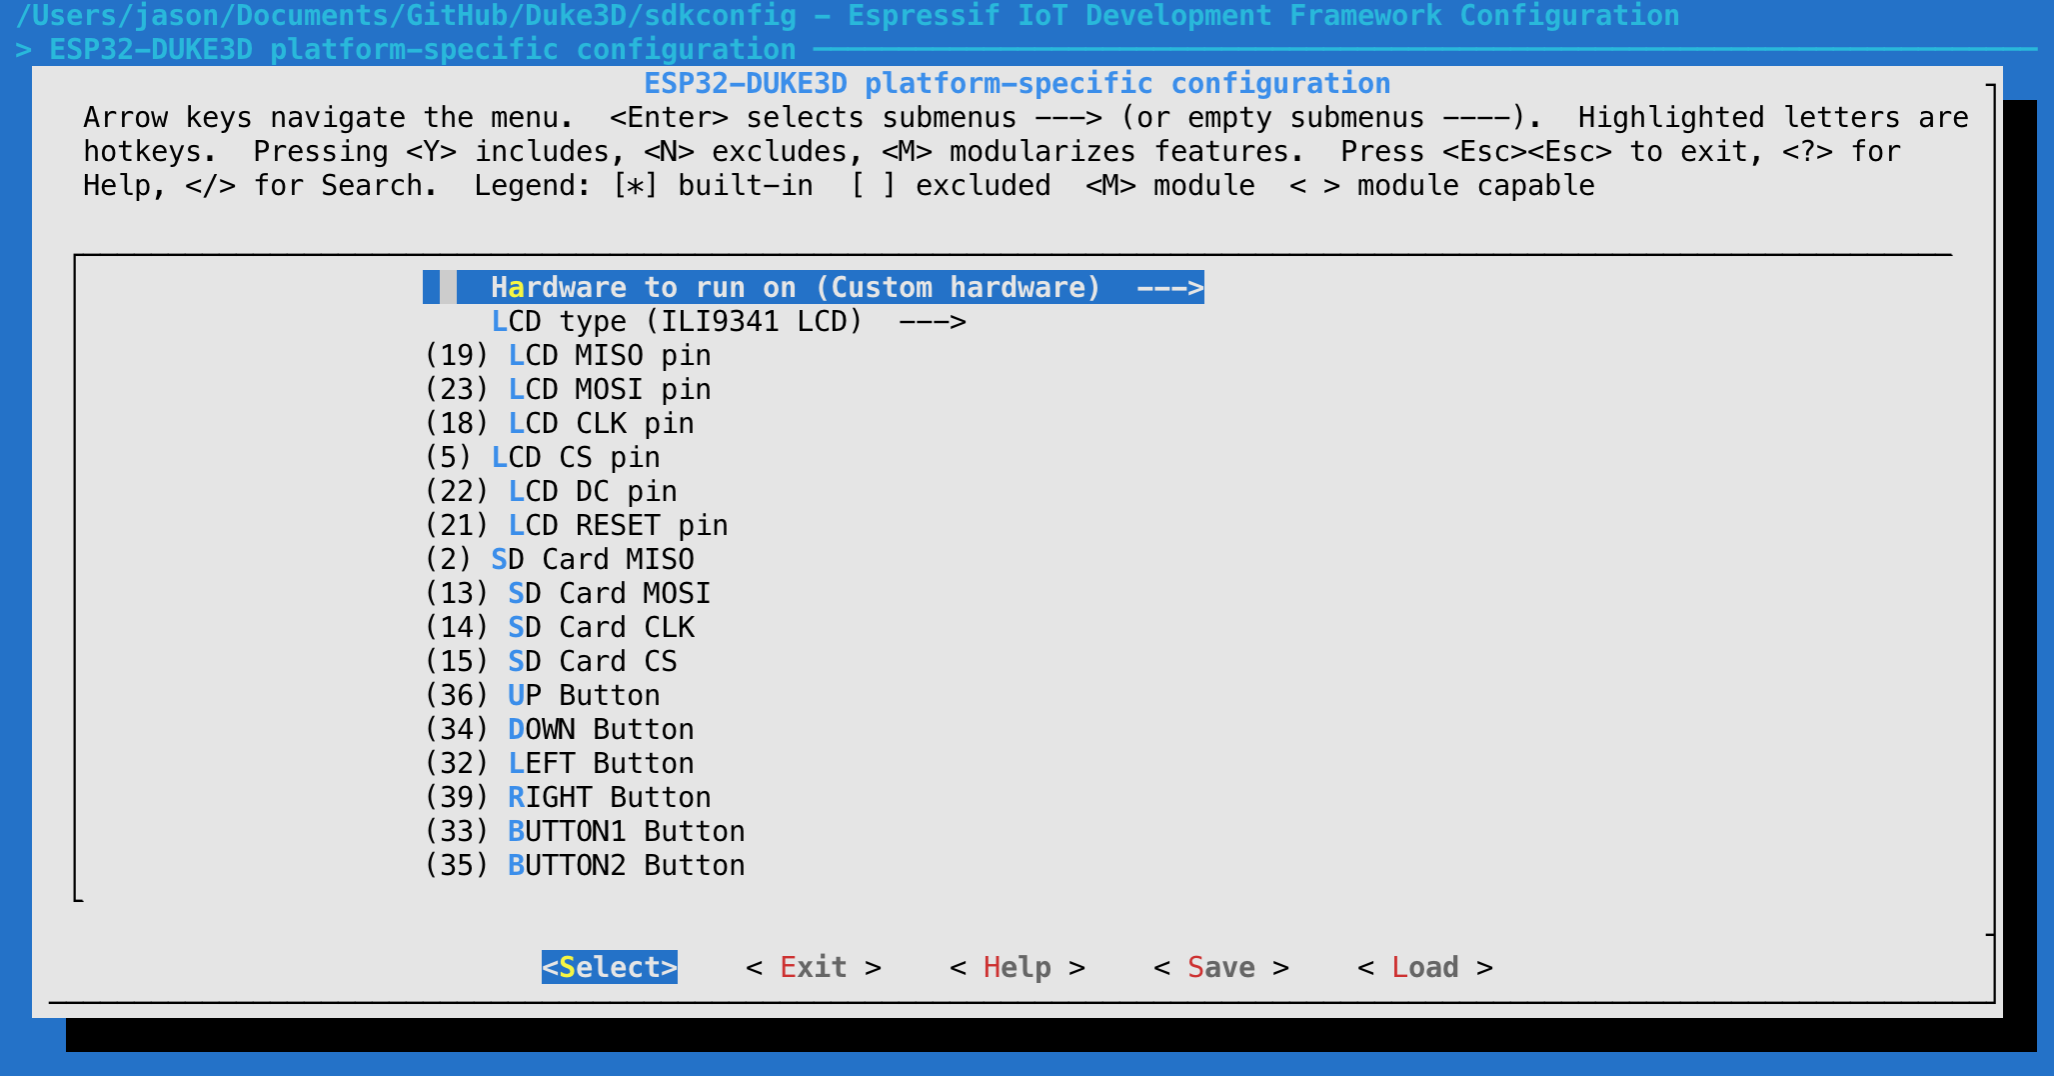 /Users/jason/Documents/GitHub/Duke3D/sdkconfig - Espressif IoT Development Framework Configuration
> ESP32-DUKE3D platform-specific configuration
ESP32-DUKE3D platform-specific configuration
Arrow keys navigate the menu.  <Enter> selects submenus ---> (or empty submenus ----).  Highlighted letters are
hotkeys.  Pressing <Y> includes, <N> excludes, <M> modularizes features.  Press <Esc><Esc> to exit, <?> for
Help, </> for Search.  Legend: [*] built-in  [ ] excluded  <M> module  < > module capable
Hardware to run on (Custom hardware)  --->
LCD type (ILI9341 LCD)  --->
(19) LCD MISO pin
(23) LCD MOSI pin
(18) LCD CLK pin
(5) LCD CS pin
(22) LCD DC pin
(21) LCD RESET pin
(2) SD Card MISO
(13) SD Card MOSI
(14) SD Card CLK
(15) SD Card CS
(36) UP Button
(34) DOWN Button
(32) LEFT Button
(39) RIGHT Button
(33) BUTTON1 Button
(35) BUTTON2 Button
<Select>    < Exit >    < Help >    < Save >    < Load >